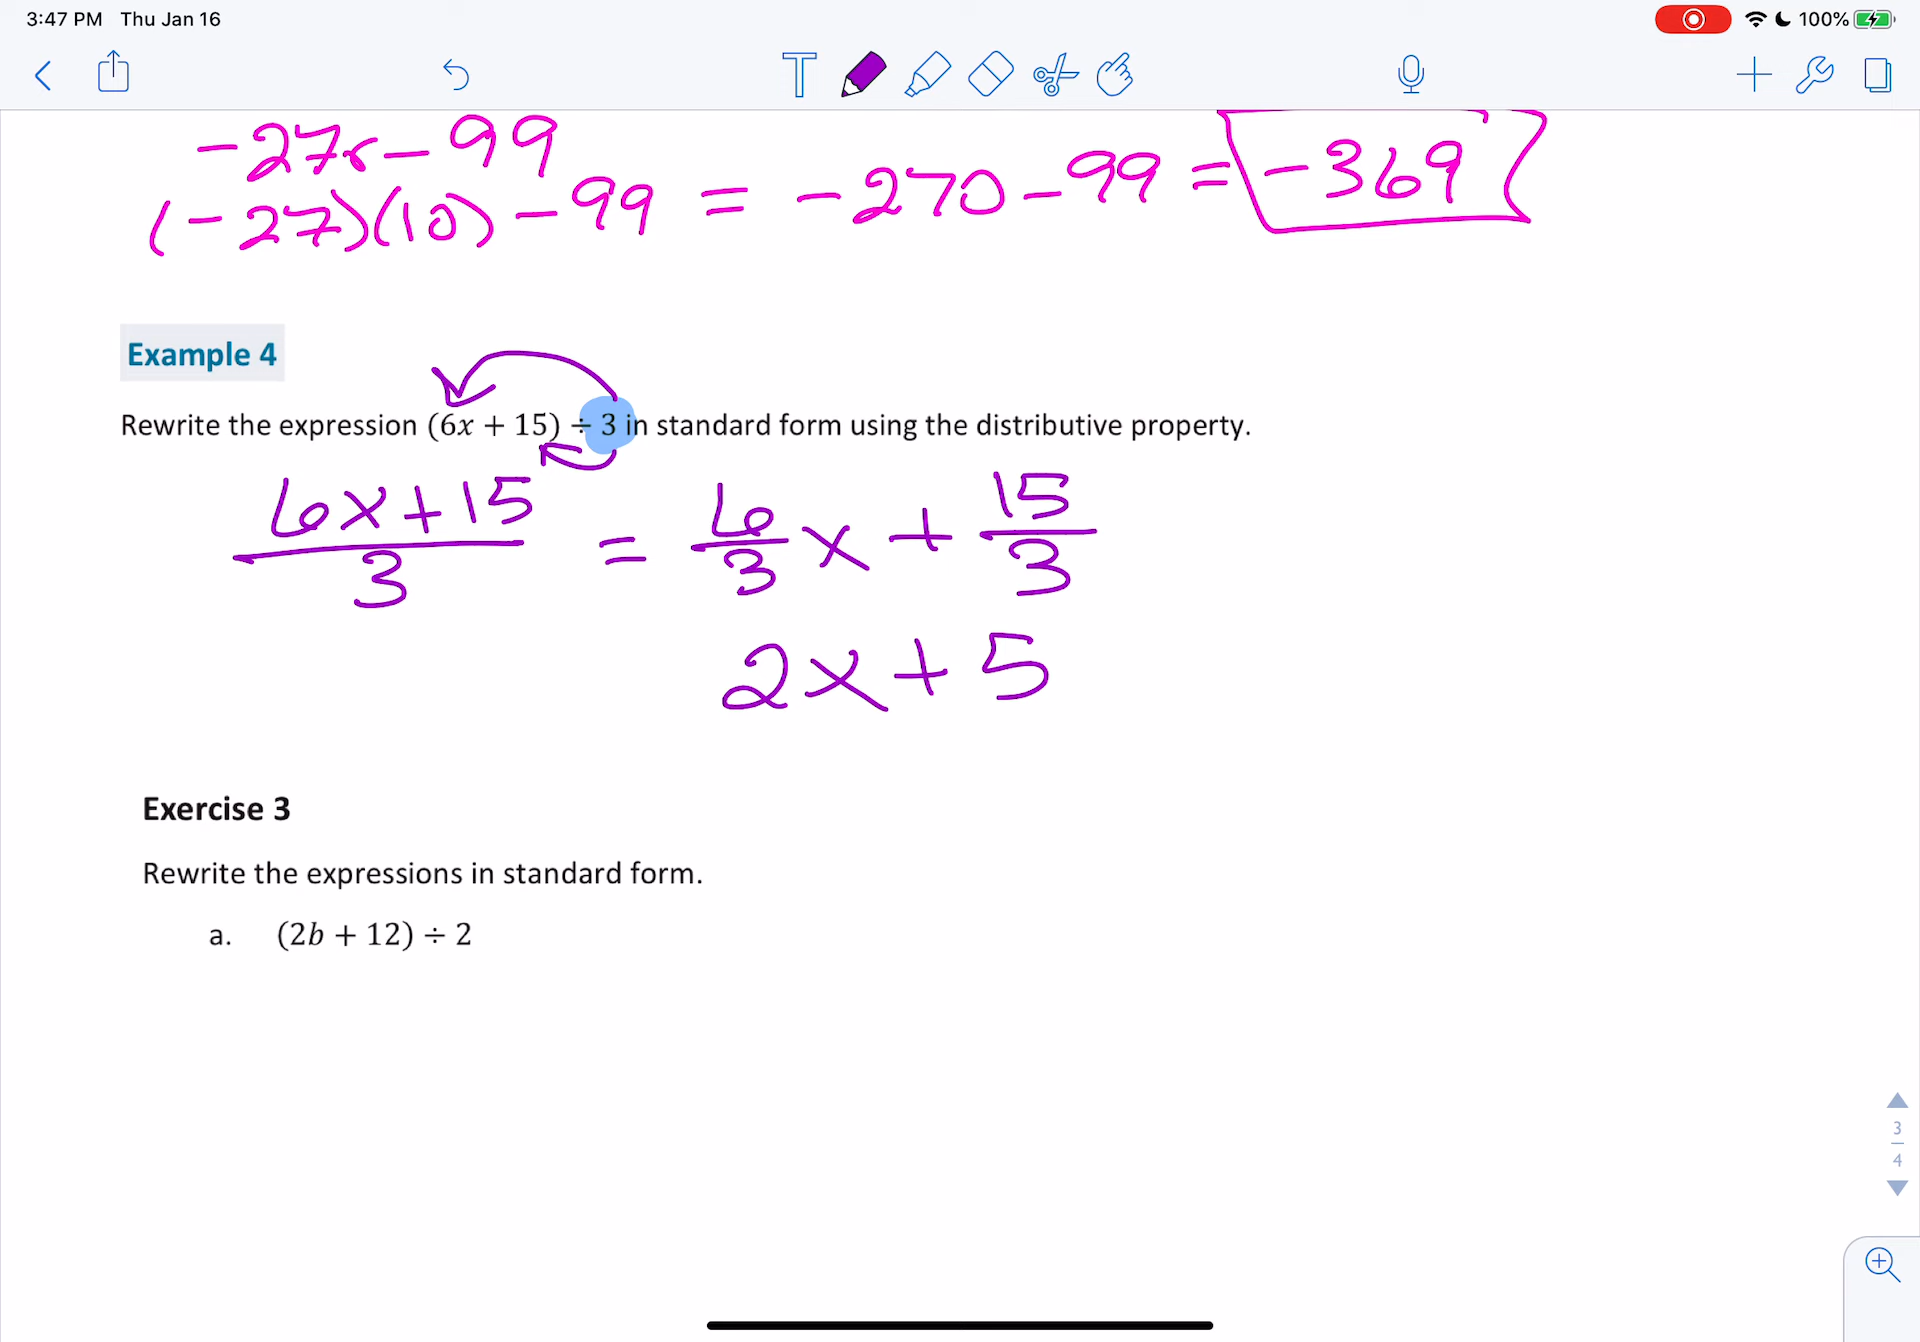 3:47 PM Thu Jan 16 100%
-27r - 99
(-27)(10) - 99 = -270 - 99 = -369
Example 4
Rewrite the expression (6x + 15) ÷ 3 in standard form using the distributive property.
6x + 15 / 3 = 6/3 x + 15/3
2x + 5
Exercise 3
Rewrite the expressions in standard form.
a. (2b + 12) ÷ 2
3
4